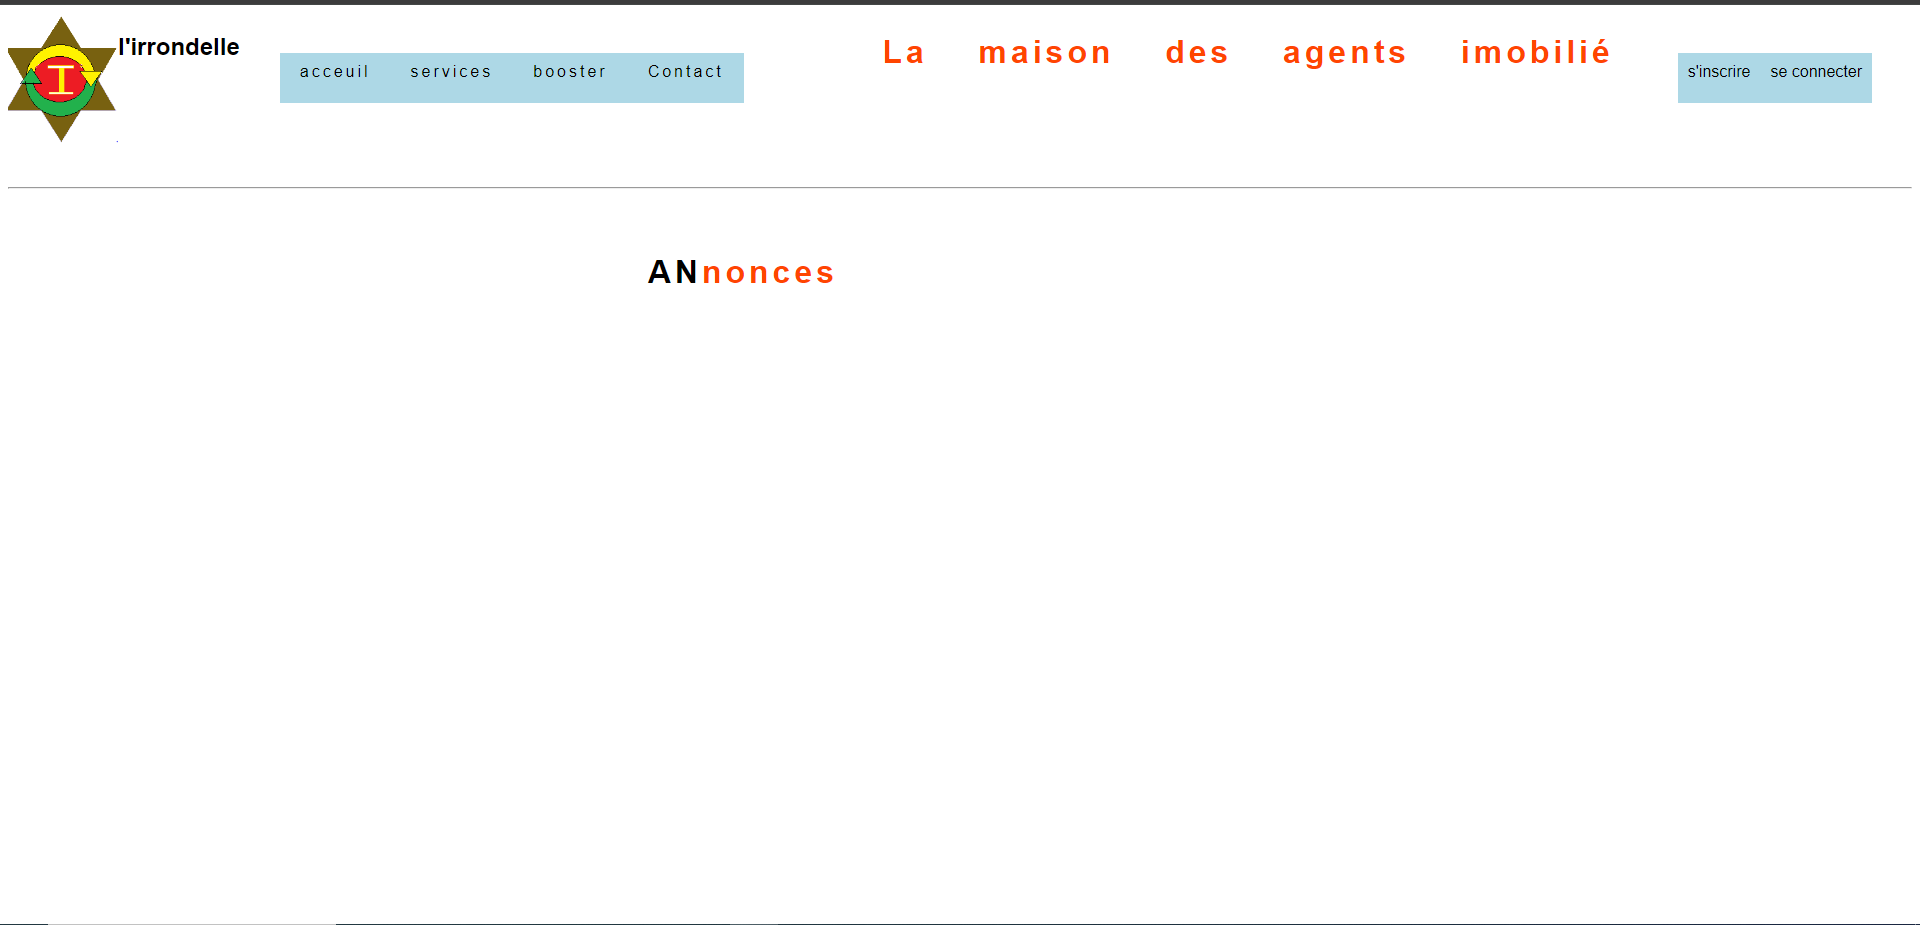 I
l'irrondelle
acceuil services booster Contact
La maison des agents imobilié
s'inscrire se connecter
ANnonces